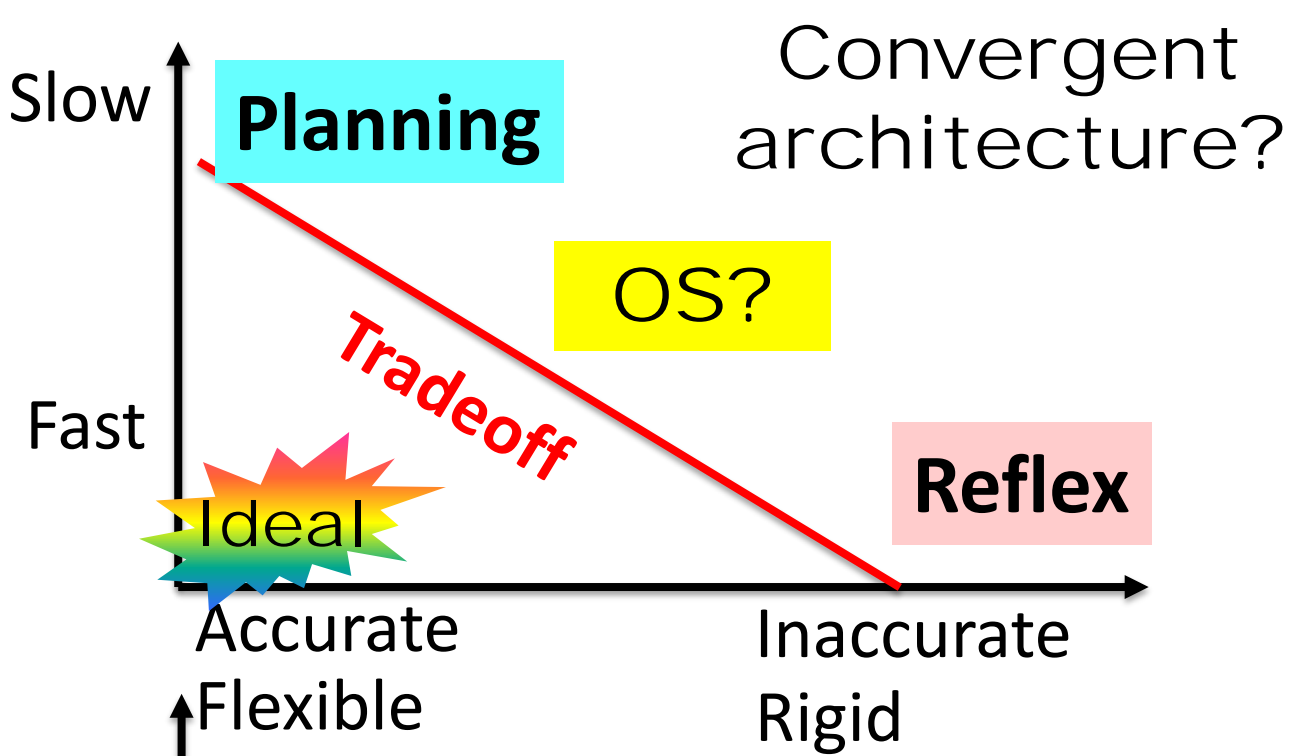 Convergent
architecture?
Slow
Planning
OS?
Tradeoff
Fast
Reflex
Ideal
Accurate
Inaccurate
Flexible
Rigid